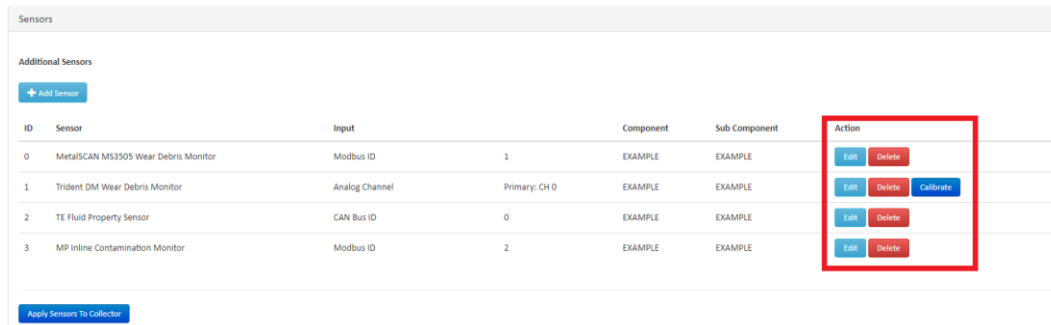 Sensors
Additional Sensors
Add Sensor
ID Sensor Input Component Sub Component Action
0 MetalSCAN MS3505 Wear Debris Monitor Modbus ID 1 EXAMPLE EXAMPLE Edit Delete
1 Trident DM Wear Debris Monitor Analog Channel Primary: CH 0 EXAMPLE EXAMPLE Edit Delete Calibrate
2 TE Fluid Property Sensor CAN Bus ID 0 EXAMPLE EXAMPLE Edit Delete
3 MP Inline Contamination Monitor Modbus ID 2 EXAMPLE EXAMPLE Edit Delete
Apply Sensors To Collector